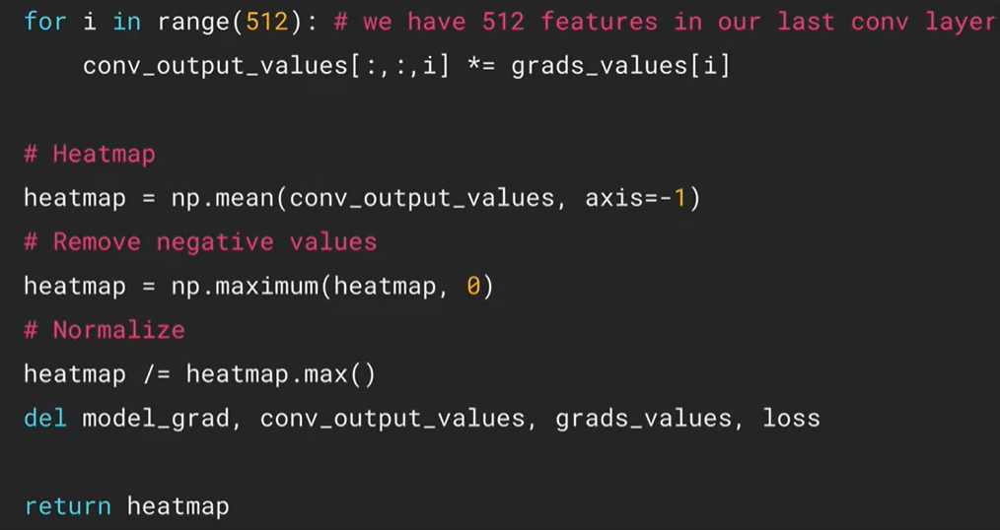 for i in range(512): # we have 512 features in our last conv layer
    conv_output_values[:,:,i] *= grads_values[i]
# Heatmap
heatmap = np.mean(conv_output_values, axis=-1)
# Remove negative values
heatmap = np.maximum(heatmap, 0)
# Normalize
heatmap /= heatmap.max()
del model_grad, conv_output_values, grads_values, loss
return heatmap